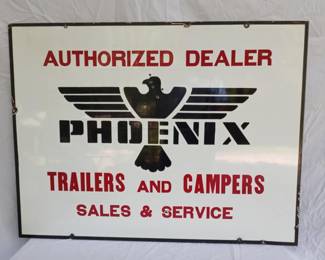 AUTHORIZED DEALER
PHOENIX
TRAILERS AND CAMPERS
SALES & SERVICE